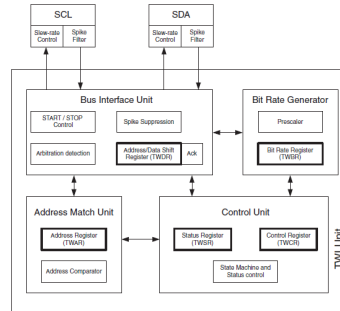 SCL
SDA
Slew-rate
Control
Spike
Filter
Slew-rate
Control
Spike
Filter
Bus Interface Unit
START / STOP
Control
Spike Suppression
Arbitration detection
Address/Data Shift
Register (TWDR)
Ack
Bit Rate Generator
Prescaler
Bit Rate Register
(TWBR)
Address Match Unit
Address Register
(TWAR)
Address Comparator
Control Unit
Status Register
(TWSR)
Control Register
(TWCR)
State Machine and
Status control
TWI Unit